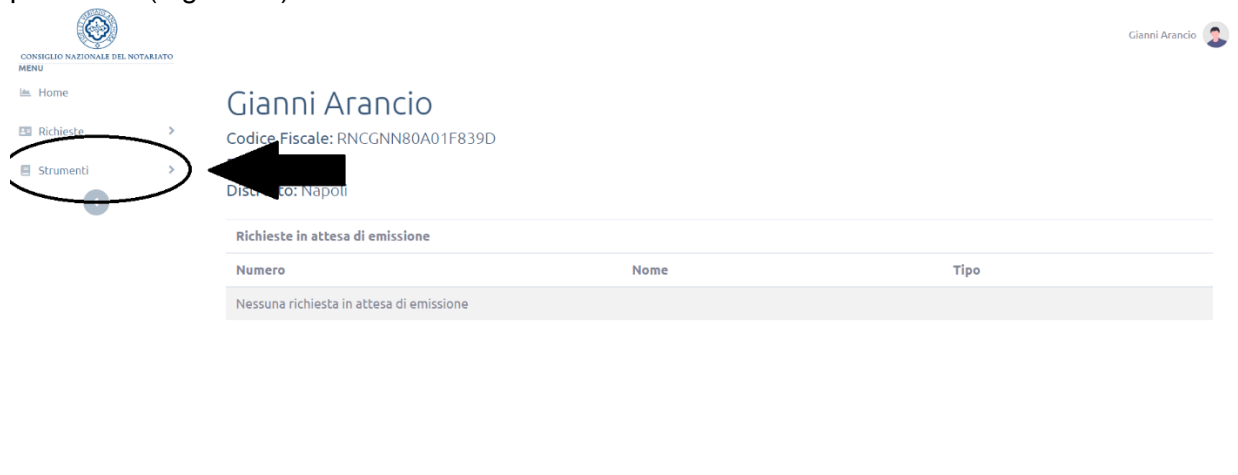 CONSIGLIO NAZIONALE DEL NOTARIATO
Gianni Arancio
MENU
Home
Richieste
Strumenti
Gianni Arancio
Codice Fiscale: RNCGNN80A01F839D
Distretto: Napoli
Richieste in attesa di emissione
Numero Nome Tipo
Nessuna richiesta in attesa di emissione